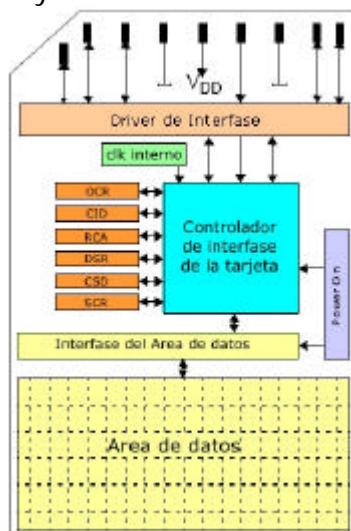 VDD
Driver de Interfase
clk interno
OCR
CID
RCA
DSR
CSD
SCR
Controlador
de interfase
de la tarjeta
Power On
Interfase del Area de datos
Area de datos